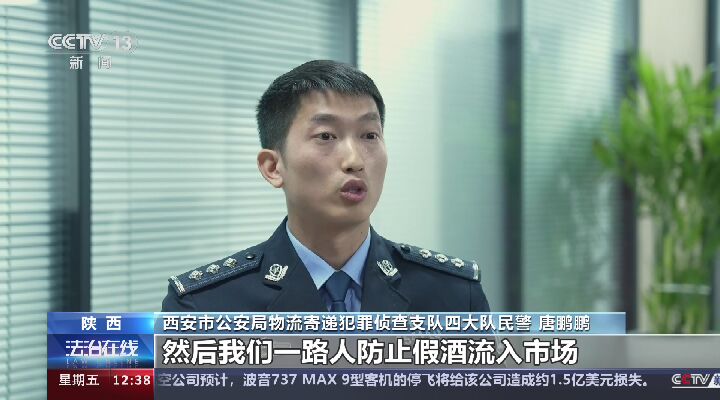 CCTV 13
新闻
陕西
西安市公安局物流寄递犯罪侦查支队四大队民警 唐鹏鹏
法治在线
LAW ONLINE
然后我们一路人防止假酒流入市场
星期五 12:38 空公司预计，波音737 MAX 9型客机的停飞将给该公司造成约1.5亿美元损失。 CCTV